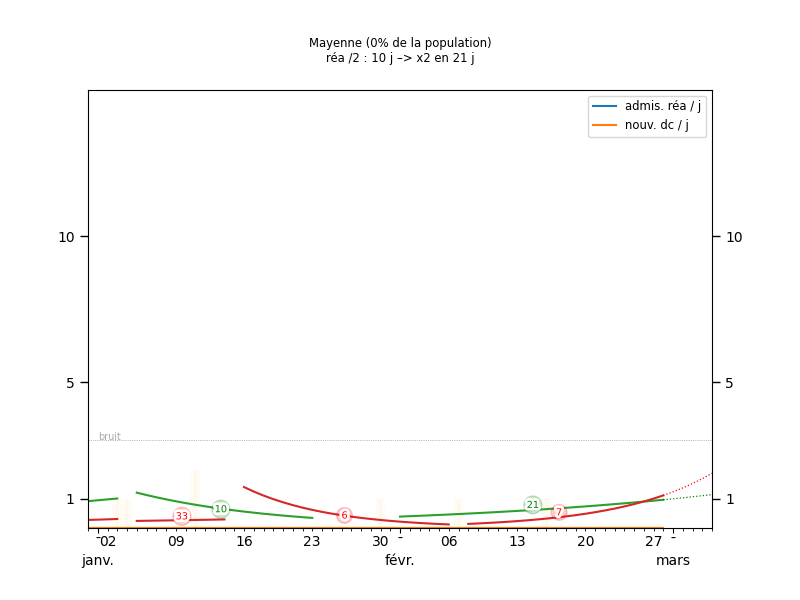 Mayenne (0% de la population)
réa /2 : 10 j –> x2 en 21 j
admis. réa / j
nouv. dc / j
10
10
5
5
bruit
1
1
33
10
6
21
7
02
09
16
23
30
06
13
20
27
janv.
févr.
mars